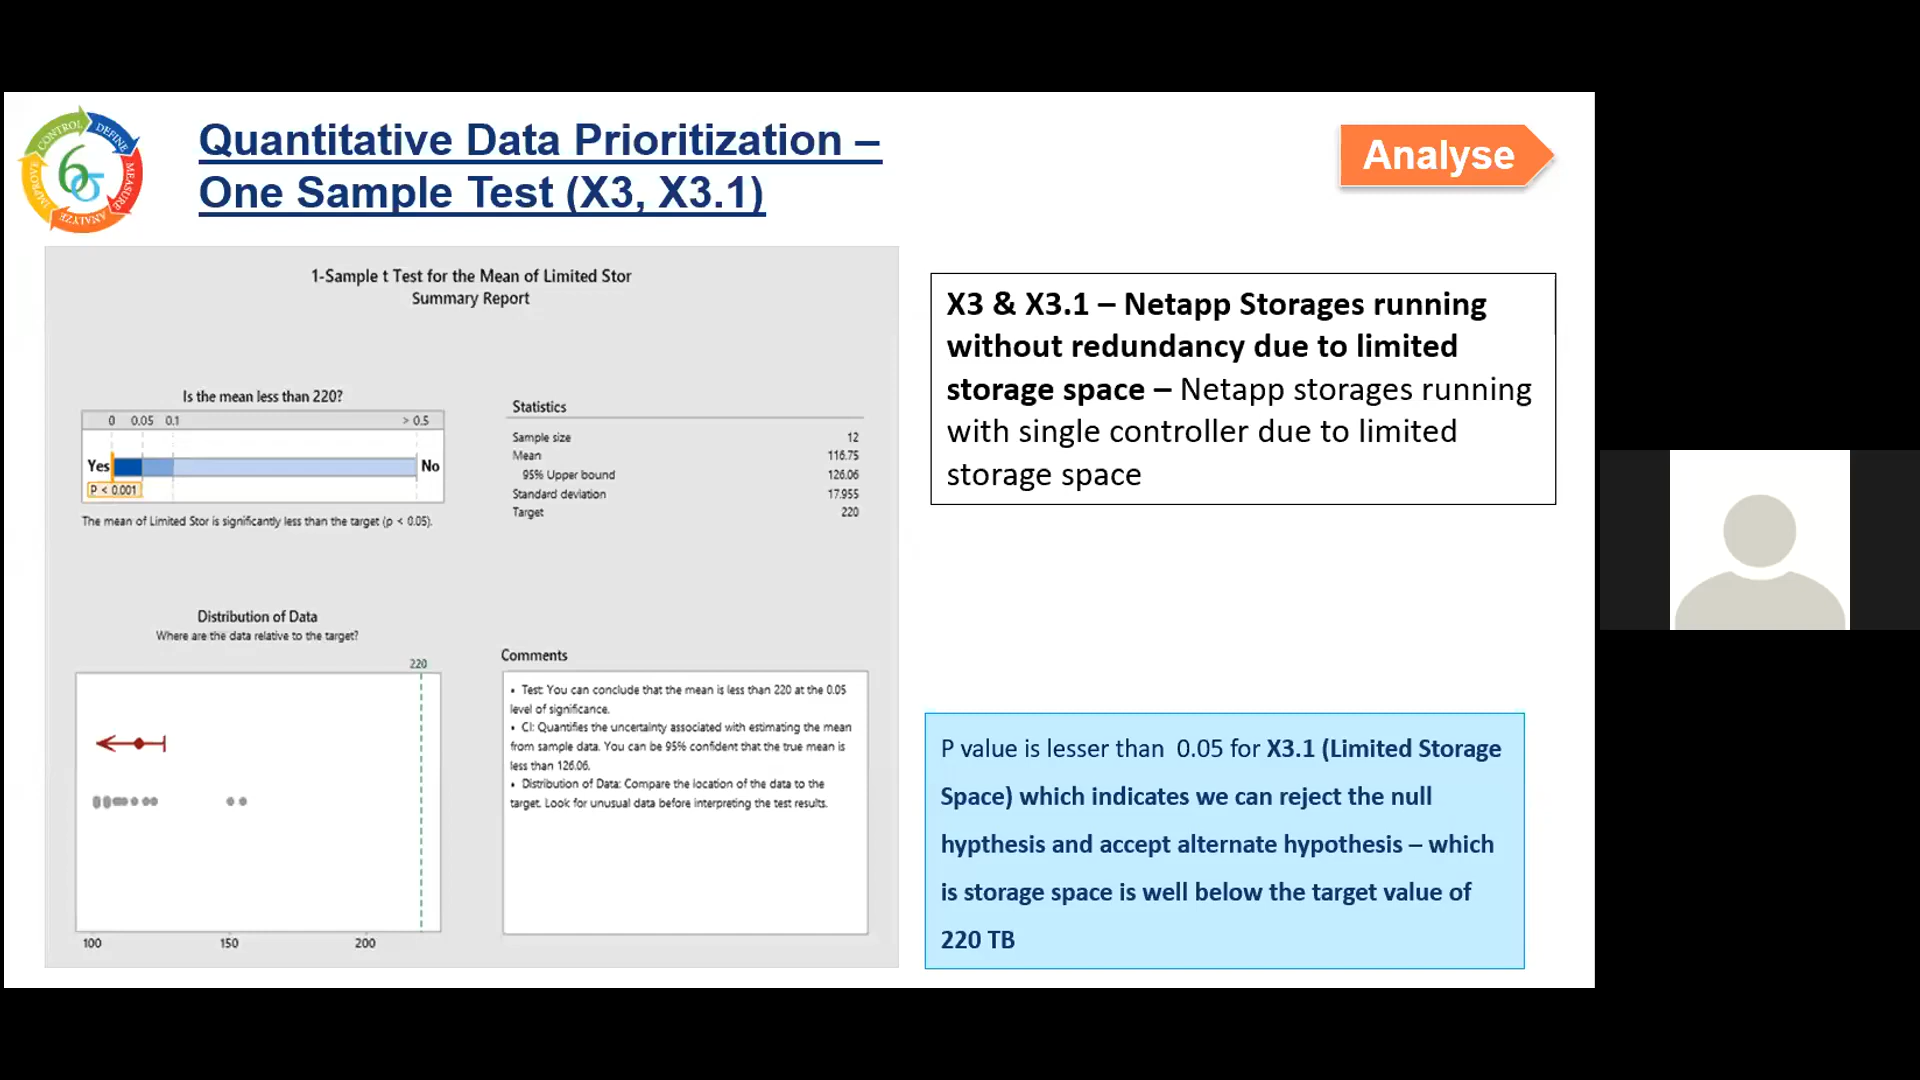 CONTROL
DEFINE
MEASURE
ANALYZE
IMPROVE
6σ
Quantitative Data Prioritization –
One Sample Test (X3, X3.1)
Analyse
1-Sample t Test for the Mean of Limited Stor
Summary Report
Is the mean less than 220?
0 0.05 0.1 > 0.5
Yes No
P < 0.001
The mean of Limited Stor is significantly less than the target (p < 0.05).
Statistics
Sample size 12
Mean 116.75
95% Upper bound 126.06
Standard deviation 17.955
Target 220
Distribution of Data
Where are the data relative to the target?
220
100 150 200
Comments
• Test: You can conclude that the mean is less than 220 at the 0.05
level of significance.
• CI: Quantifies the uncertainty associated with estimating the mean
from sample data. You can be 95% confident that the true mean is
less than 126.06.
• Distribution of Data: Compare the location of the data to the
target. Look for unusual data before interpreting the test results.
X3 & X3.1 – Netapp Storages running
without redundancy due to limited
storage space – Netapp storages running
with single controller due to limited
storage space
P value is lesser than 0.05 for X3.1 (Limited Storage
Space) which indicates we can reject the null
hypthesis and accept alternate hypothesis – which
is storage space is well below the target value of
220 TB